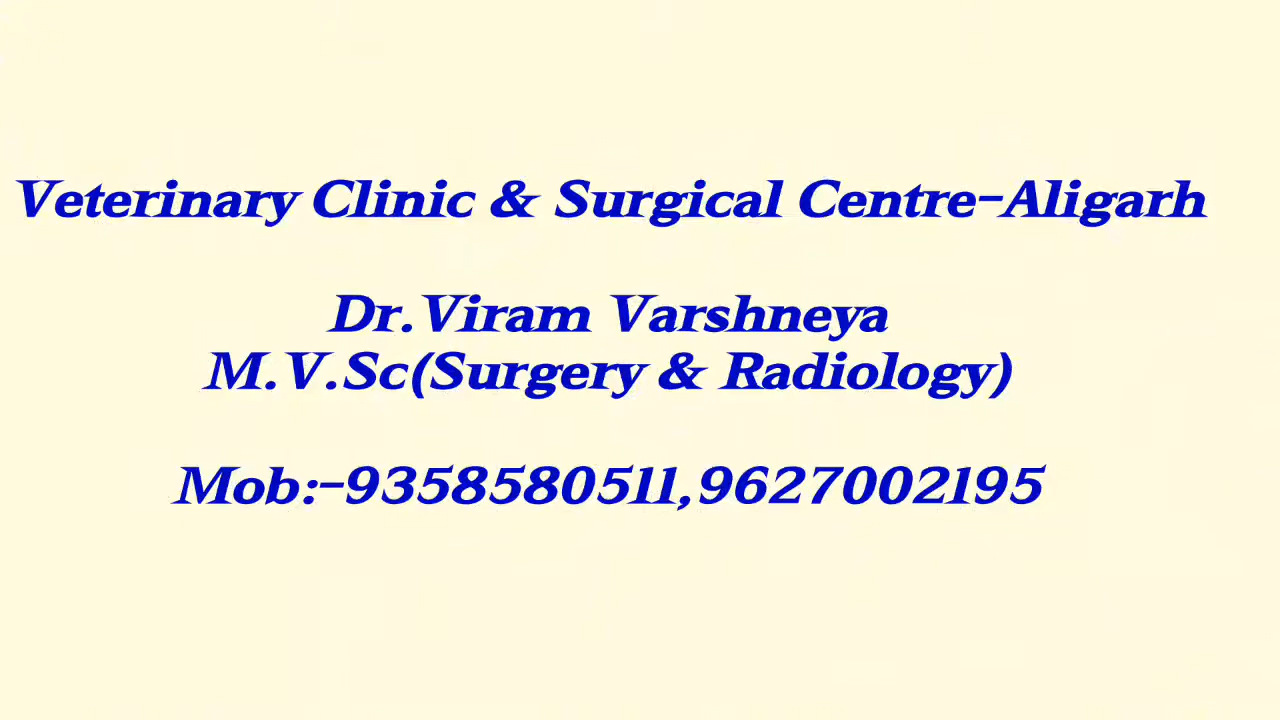 Veterinary Clinic & Surgical Centre-Aligarh
Dr.Viram Varshneya
M.V.Sc(Surgery & Radiology)
Mob:-9358580511,9627002195